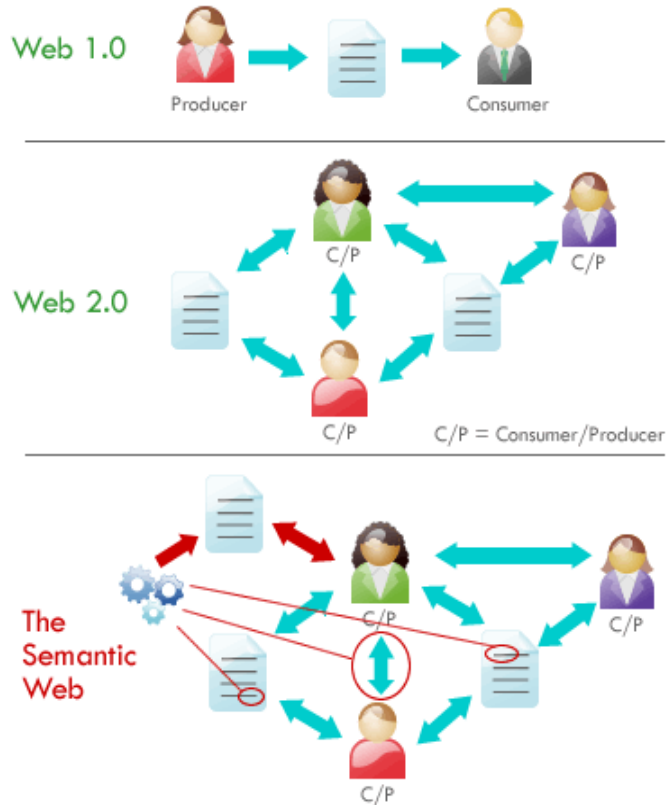 Web 1.0
Producer
Consumer
C/P
C/P
Web 2.0
C/P
C/P = Consumer/Producer
C/P
C/P
The
Semantic
Web
C/P